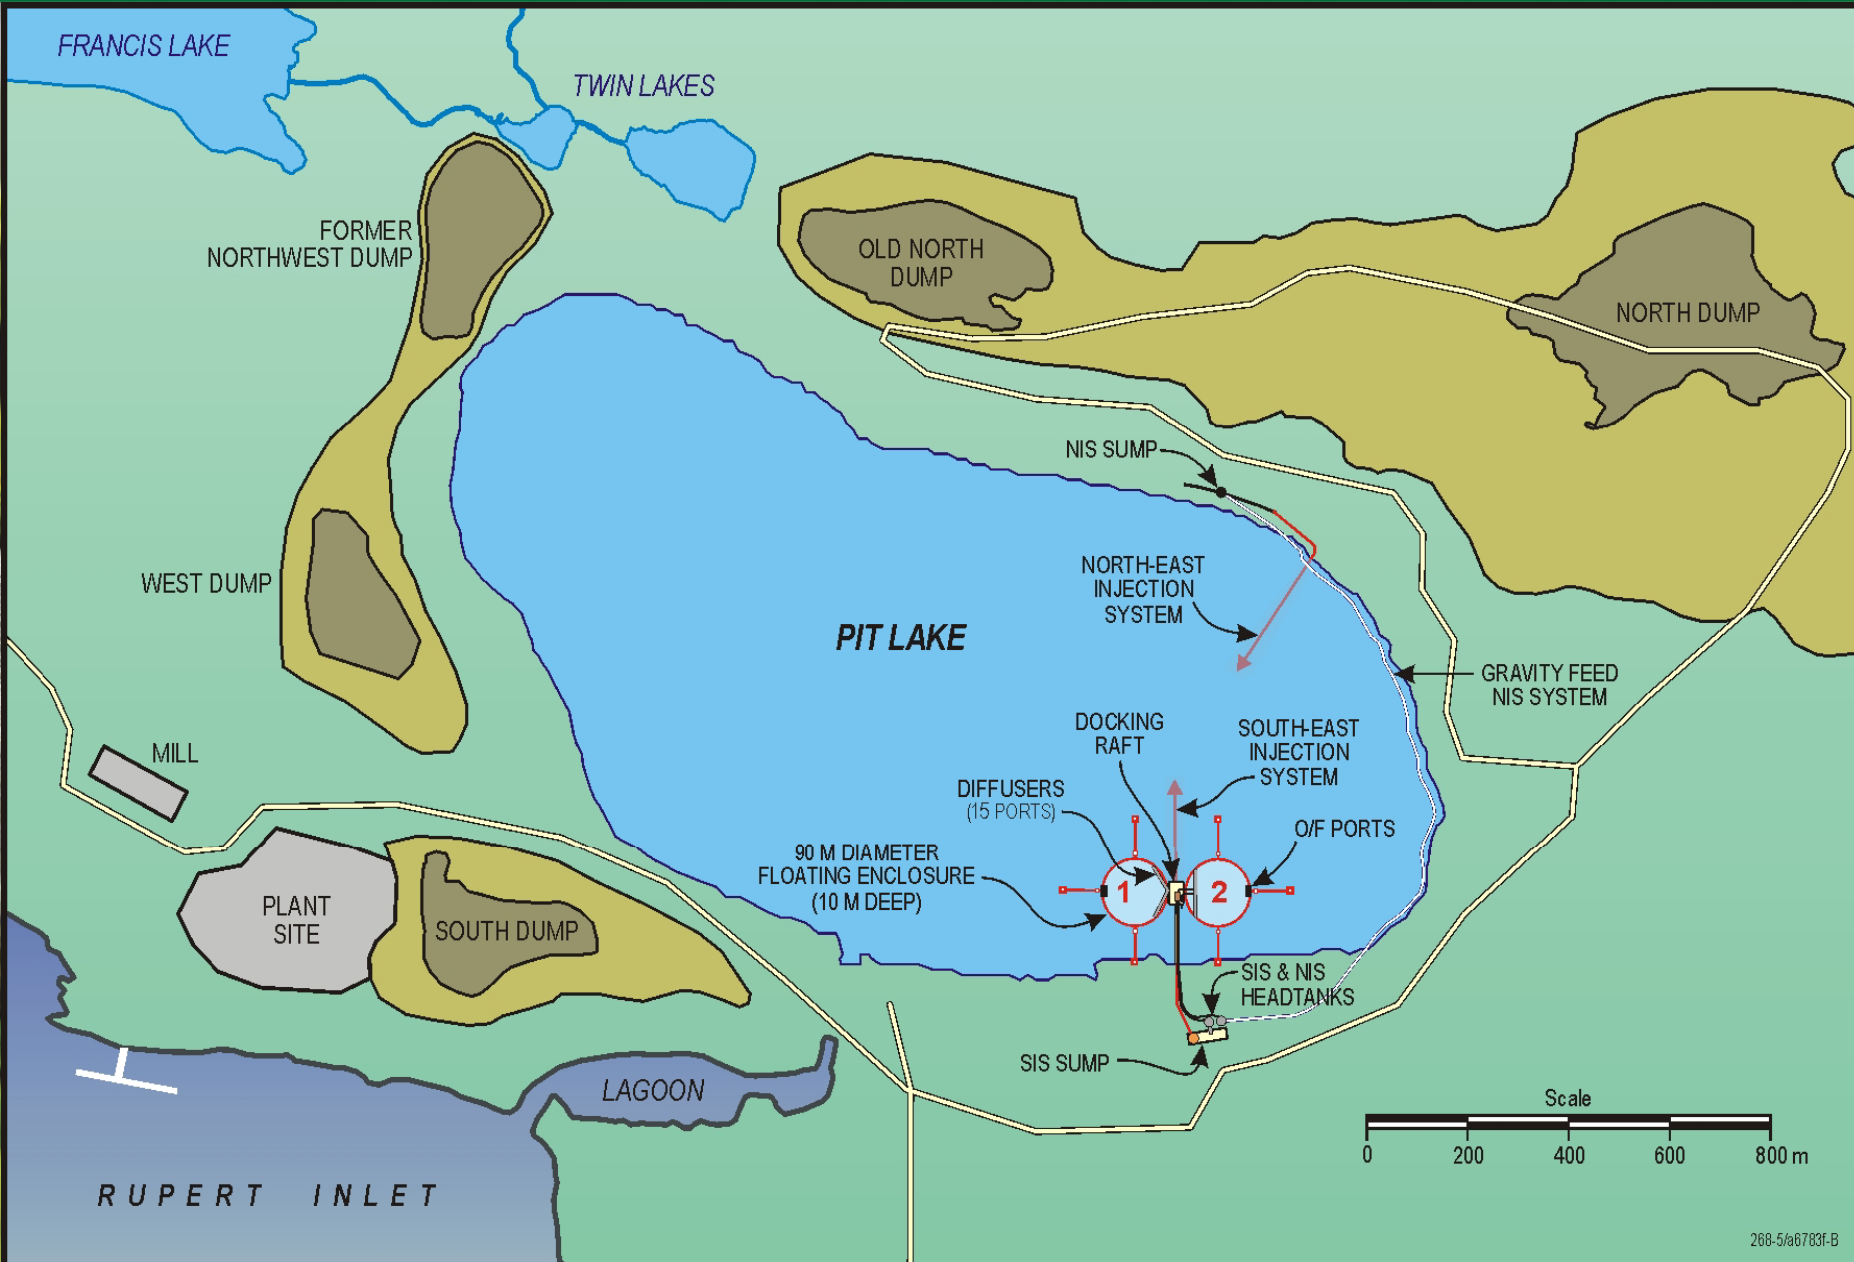 FRANCIS LAKE
TWIN LAKES
FORMER
NORTHWEST DUMP
OLD NORTH
DUMP
NORTH DUMP
NIS SUMP
NORTH-EAST
INJECTION
SYSTEM
WEST DUMP
PIT LAKE
GRAVITY FEED
NIS SYSTEM
DOCKING
RAFT
SOUTH-EAST
INJECTION
SYSTEM
MILL
DIFFUSERS
(15 PORTS)
O/F PORTS
90 M DIAMETER
FLOATING ENCLOSURE
(10 M DEEP)
1
2
PLANT
SITE
SOUTH DUMP
SIS & NIS
HEADTANKS
SIS SUMP
LAGOON
Scale
0 200 400 600 800 m
RUPERT INLET
268-5/a6783f-B